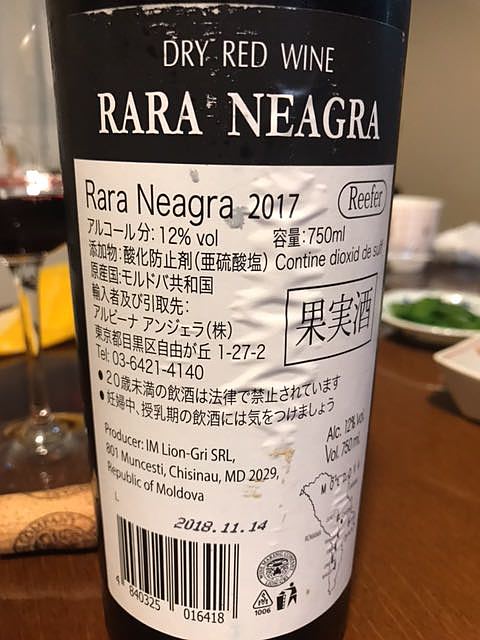 DRY RED WINE
RARA NEAGRA
Rara Neagra 2017
Reefer
アルコール分:12% vol 容量:750ml
添加物:酸化防止剤(亜硫酸塩) Contine dioxid de sulf
原産国:モルドバ共和国
輸入者及び引取先:
アルビーナ アンジェラ(株)
東京都目黒区自由が丘 1-27-2
Tel: 03-6421-4140
果実酒
●20歳未満の飲酒は法律で禁止されています
●妊婦中、授乳期の飲酒には気をつけましょう
Alc. 12% Vol.
Vol. 750 ml.
Producer: IM Lion-Gri SRL,
801 Muncesti, Chisinau, MD 2029,
Republic of Moldova
L
2018.11.14
4 840325 016418
1006